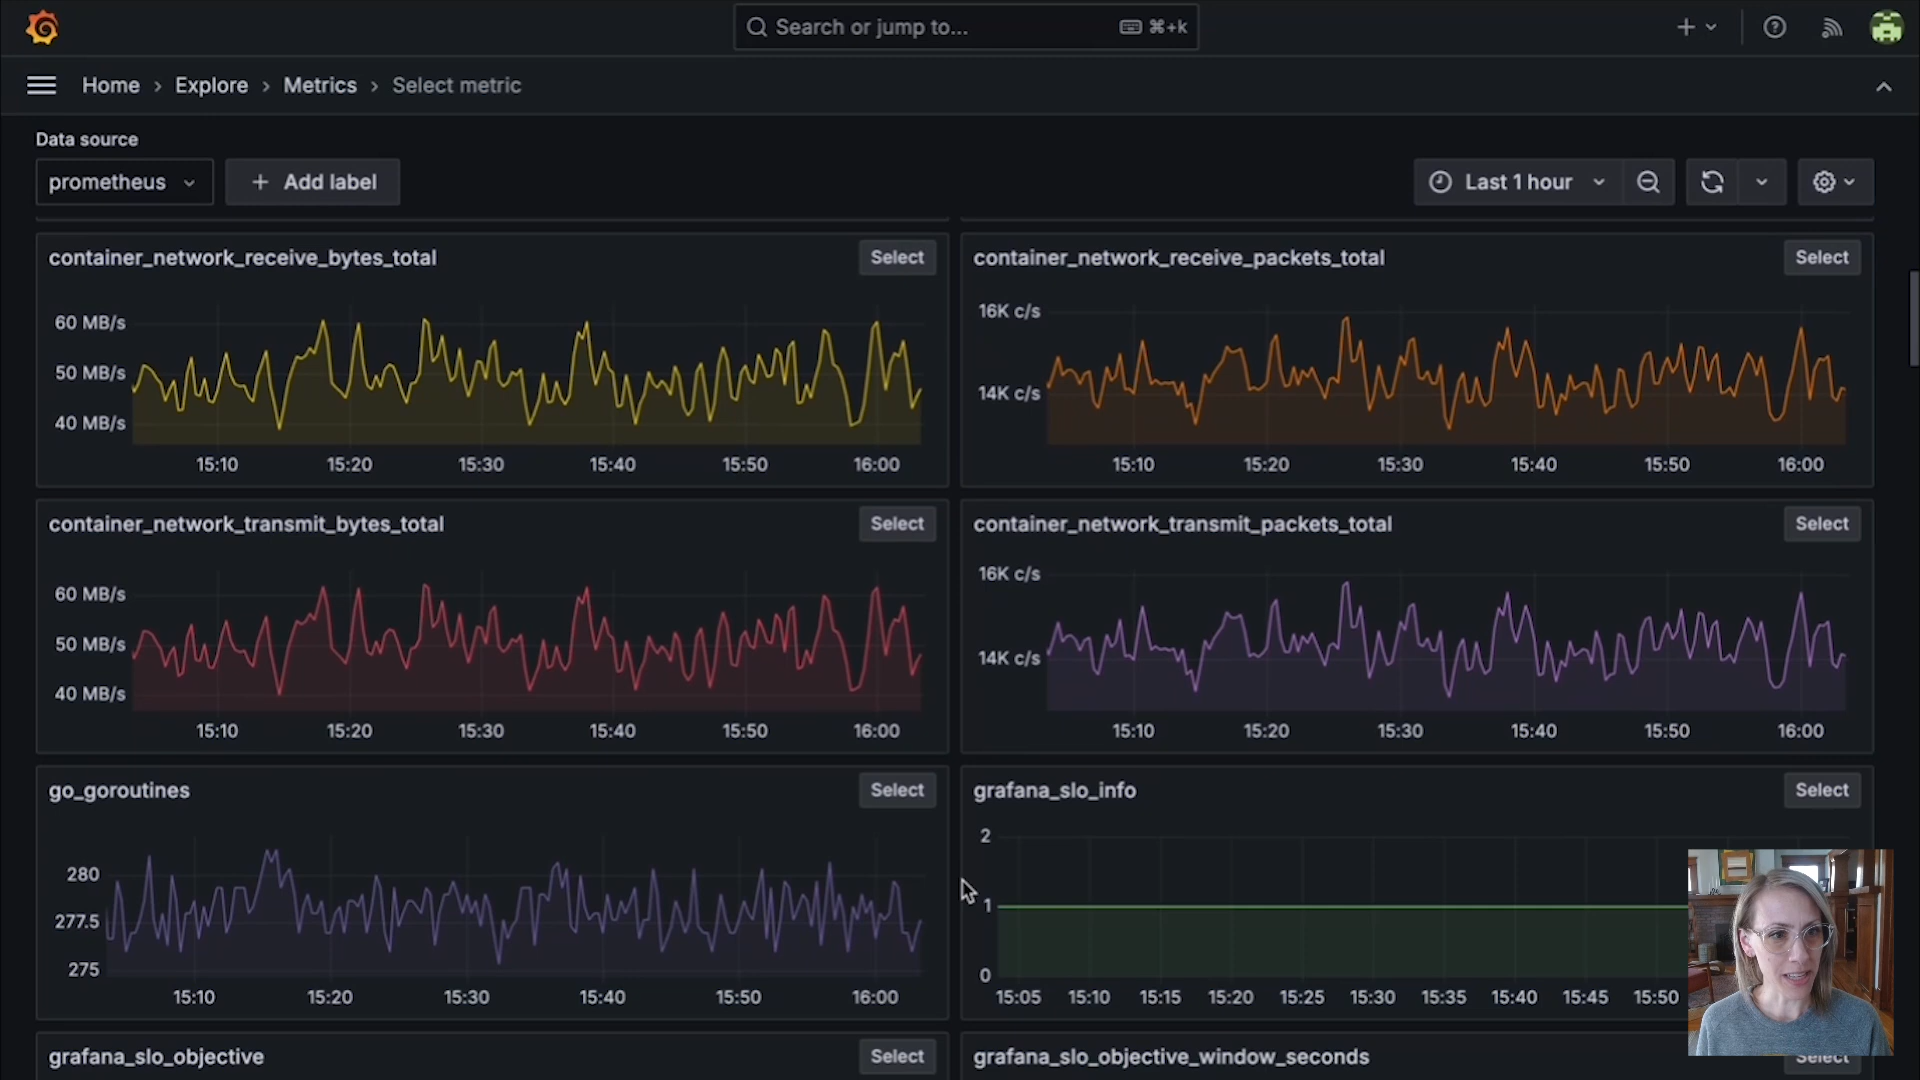 Search or jump to... ⌘+k
Home › Explore › Metrics › Select metric
Data source
prometheus
+ Add label
Last 1 hour
container_network_receive_bytes_total
Select
60 MB/s
50 MB/s
40 MB/s
15:10 15:20 15:30 15:40 15:50 16:00
container_network_receive_packets_total
Select
16K c/s
14K c/s
15:10 15:20 15:30 15:40 15:50 16:00
container_network_transmit_bytes_total
Select
60 MB/s
50 MB/s
40 MB/s
15:10 15:20 15:30 15:40 15:50 16:00
container_network_transmit_packets_total
Select
16K c/s
14K c/s
15:10 15:20 15:30 15:40 15:50 16:00
go_goroutines
Select
280
277.5
275
15:10 15:20 15:30 15:40 15:50 16:00
grafana_slo_info
Select
2
1
0
15:05 15:10 15:15 15:20 15:25 15:30 15:35 15:40 15:45 15:50
grafana_slo_objective
Select
grafana_slo_objective_window_seconds
Select